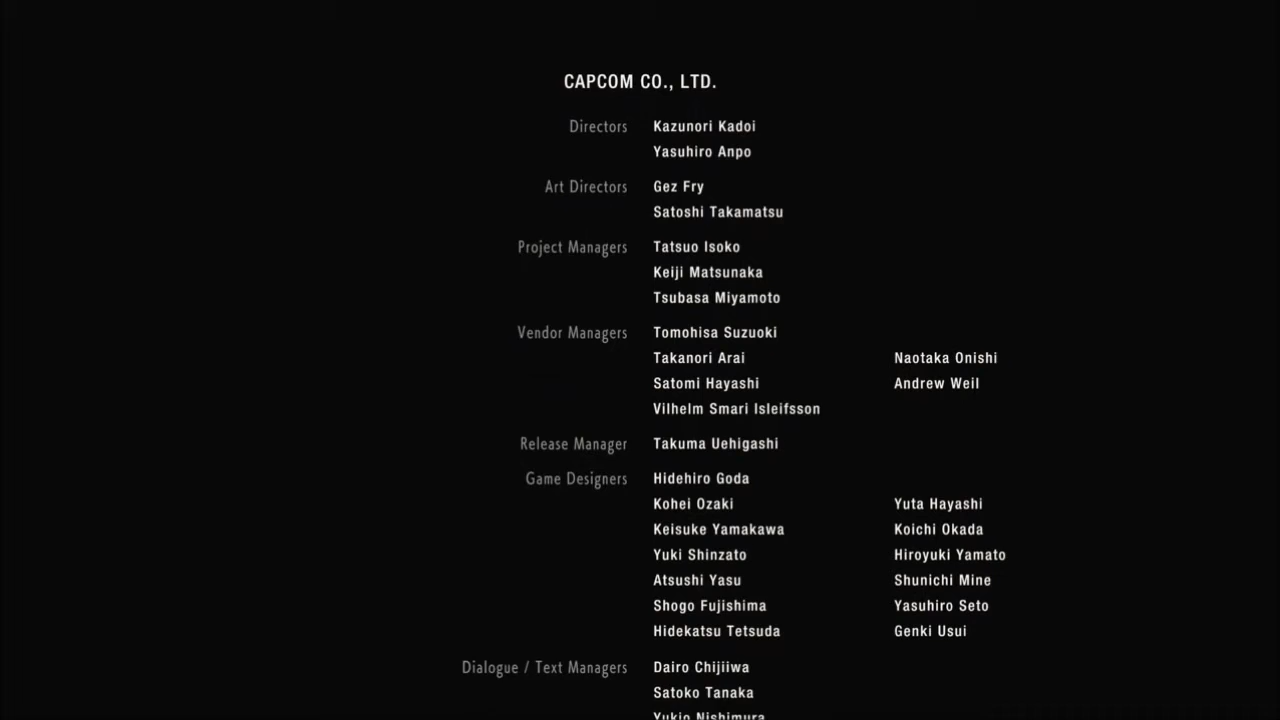 CAPCOM CO., LTD.
Directors Kazunori Kadoi
Yasuhiro Anpo
Art Directors Gez Fry
Satoshi Takamatsu
Project Managers Tatsuo Isoko
Keiji Matsunaka
Tsubasa Miyamoto
Vendor Managers Tomohisa Suzuoki
Takanori Arai Naotaka Onishi
Satomi Hayashi Andrew Weil
Vilhelm Smari Isleifsson
Release Manager Takuma Uehigashi
Game Designers Hidehiro Goda
Kohei Ozaki Yuta Hayashi
Keisuke Yamakawa Koichi Okada
Yuki Shinzato Hiroyuki Yamato
Atsushi Yasu Shunichi Mine
Shogo Fujishima Yasuhiro Seto
Hidekatsu Tetsuda Genki Usui
Dialogue / Text Managers Dairo Chijiiwa
Satoko Tanaka
Yukio Nishimura